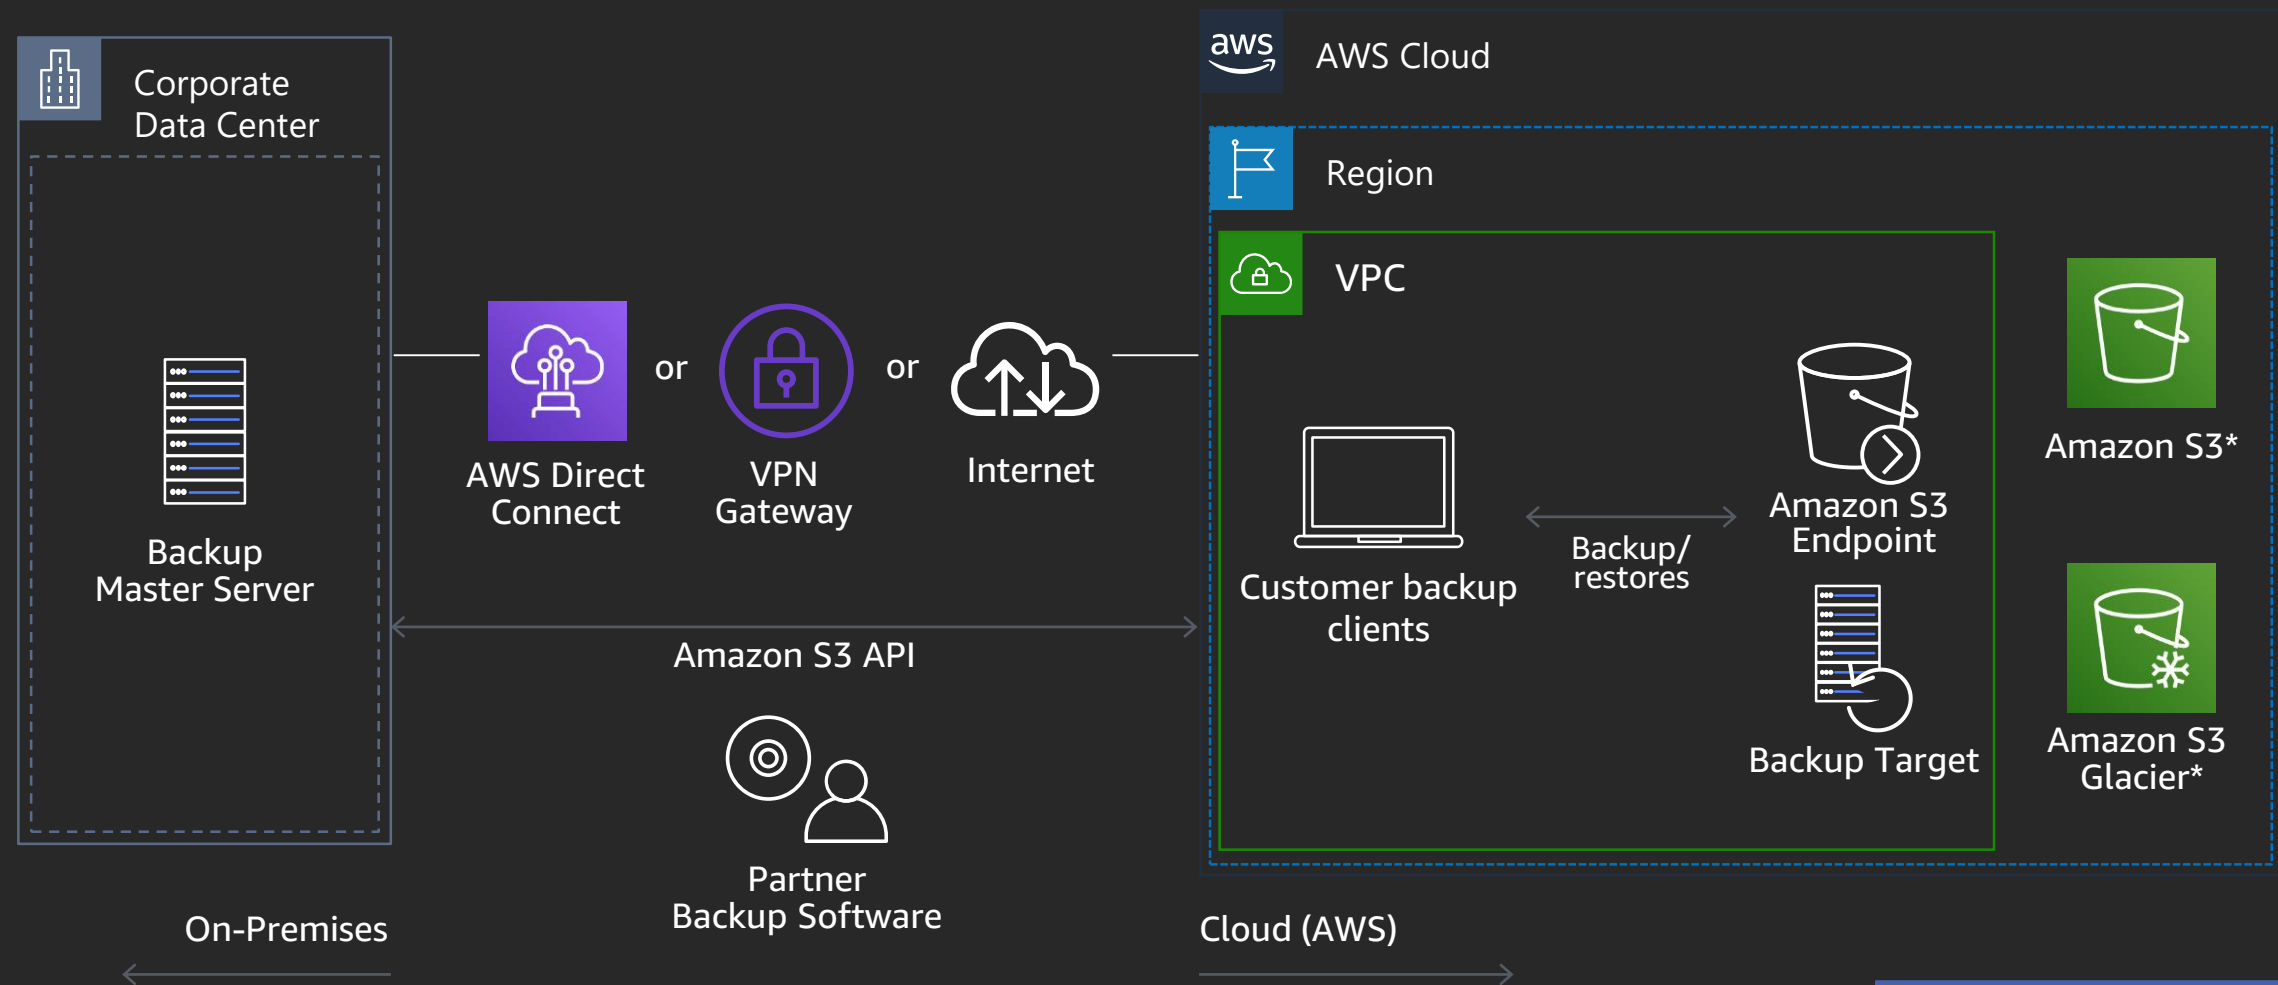 Corporate
Data Center
Backup
Master Server
AWS Direct
Connect
or
VPN
Gateway
or
Internet
Amazon S3 API
Partner
Backup Software
aws
AWS Cloud
Region
VPC
Customer backup
clients
Backup/
restores
Amazon S3
Endpoint
Backup Target
Amazon S3*
Amazon S3
Glacier*
On-Premises
Cloud (AWS)